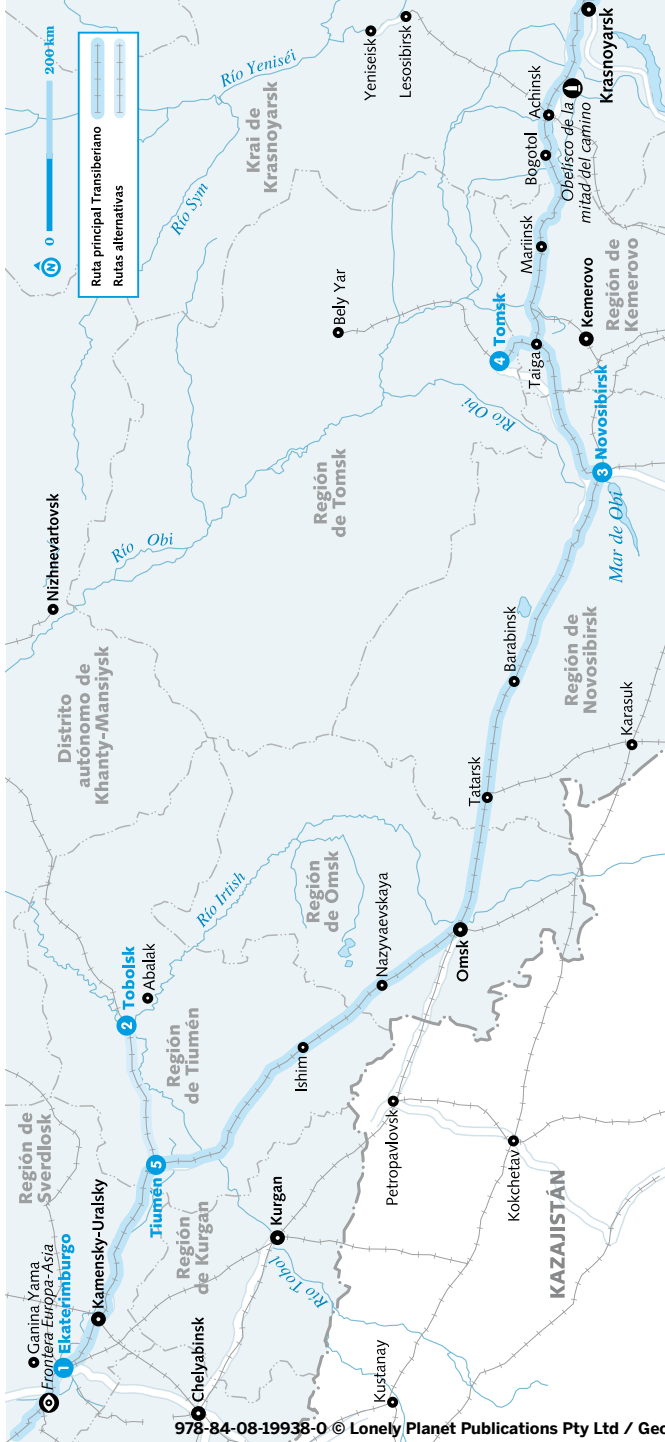 0
200 km
N
Ruta principal Transiberiano
Rutas alternativas
Ganina Yama
Frontera Europa-Asia
1 Ekaterimburgo
Kamensky-Uralsky
Chelyabinsk
Kustanay
Región de
Sverdlosk
Tiumén 5
Región
de Kurgan
Kurgan
Río Tobol
2 Tobolsk
Abalak
Región
de Tiumén
Ishim
Petropavlovsk
Kokchetav
KAZAJISTÁN
Río Irtish
Región
de Omsk
Nazyvaevskaya
Omsk
Distrito
autónomo de
Khanty-Mansiysk
Nizhnevartovsk
Tatarsk
Karasuk
Barabinsk
Región de
Novosibirsk
Río Obi
Región
de Tomsk
Río Obi
3 Novosibirsk
Mar de Obi
Bely Yar
4 Tomsk
Taiga
Kemerovo
Región de
Kemerovo
Mariinsk
Río Sym
Krai de
Krasnoyarsk
Río Yeniséi
Yeniseisk
Lesosibirsk
Bogotol
Achinsk
Obelisco de la
mitad del camino
Krasnoyarsk
978-84-08-19938-0 © Lonely Planet Publications Pty Ltd / Geo